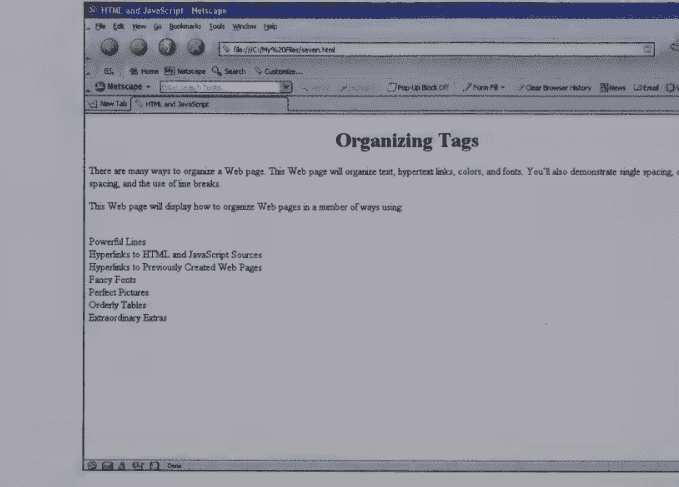 HTML and JavaScript - Netscape
File Edit View Go Bookmarks Tools Window Help
file:///C:/My%20Files/seven.html
Home Netscape Search Customize...
Netscape Pop-Up Block Off Form Fill Clear Browser History News Email
New Tab HTML and JavaScript
Organizing Tags
There are many ways to organize a Web page. This Web page will organize text, hypertext links, colors, and fonts. You'll also demonstrate single spacing,
spacing, and the use of line breaks.
This Web page will display how to organize Web pages in a number of ways using:
Powerful Lines
Hyperlinks to HTML and JavaScript Sources
Hyperlinks to Previously Created Web Pages
Fancy Fonts
Perfect Pictures
Orderly Tables
Extraordinary Extras
Done